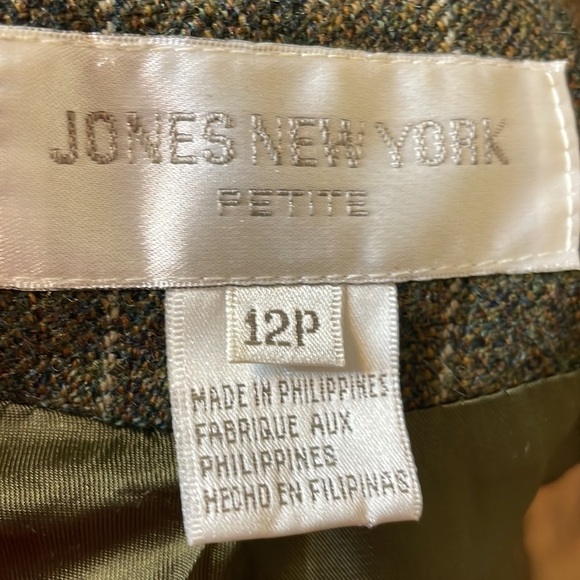 JONES NEW YORK
PETITE
12P
MADE IN PHILIPPINES
FABRIQUE AUX
PHILIPPINES
HECHO EN FILIPINAS